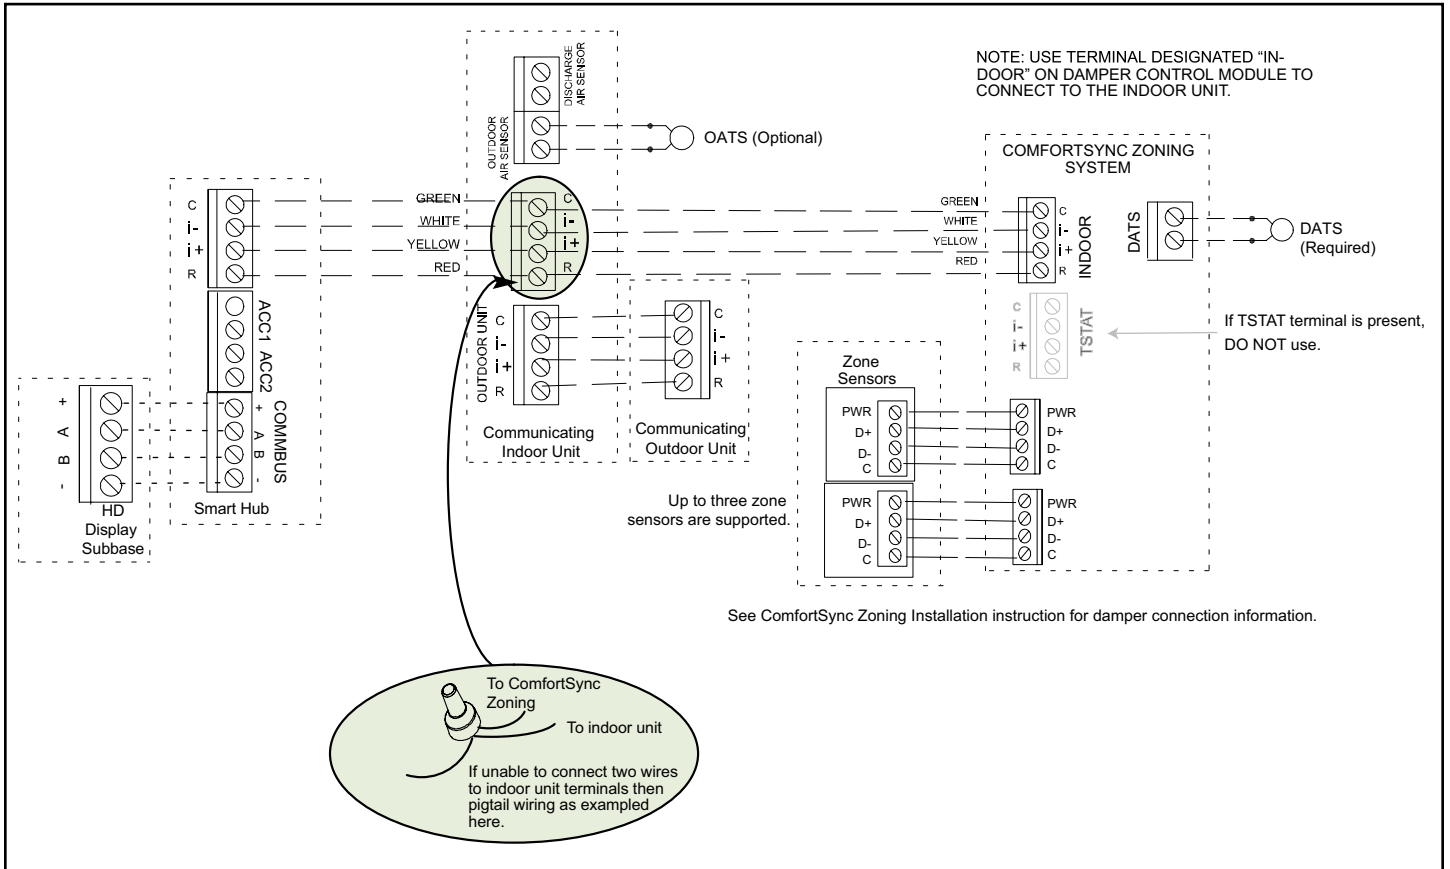 NOTE: USE TERMINAL DESIGNATED “IN-
DOOR” ON DAMPER CONTROL MODULE TO
CONNECT TO THE INDOOR UNIT.
DISCHARGE
AIR SENSOR
OUTDOOR
AIR SENSOR
OATS (Optional)
COMFORTSYNC ZONING
SYSTEM
C
i-
i+
R
GREEN
WHITE
YELLOW
RED
C
i-
i+
R
GREEN
WHITE
YELLOW
RED
C
i-
i+
R
INDOOR
DATS
DATS
(Required)
ACC1 ACC2
C
i-
i+
R
TSTAT
If TSTAT terminal is present,
DO NOT use.
OUTDOOR UNIT
C
i-
i+
R
C
i-
i+
R
Communicating
Indoor Unit
Communicating
Outdoor Unit
+
A
B
-
HD
Display
Subbase
+
A
B
-
COMMBUS
Smart Hub
Zone
Sensors
PWR
D+
D-
C
PWR
D+
D-
C
Up to three zone
sensors are supported.
PWR
D+
D-
C
PWR
D+
D-
C
See ComfortSync Zoning Installation instruction for damper connection information.
To ComfortSync
Zoning
To indoor unit
If unable to connect two wires
to indoor unit terminals then
pigtail wiring as exampled
here.